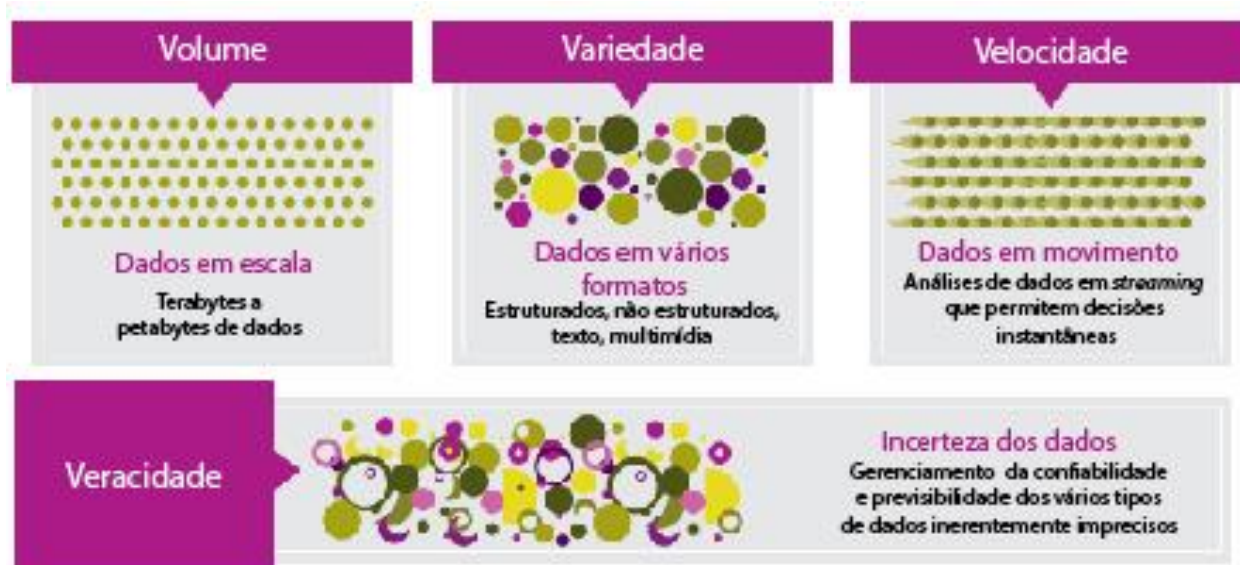 Volume
Dados em escala
Terabytes a
petabytes de dados
Variedade
Dados em vários
formatos
Estruturados, não estruturados,
texto, multimídia
Velocidade
Dados em movimento
Análises de dados em streaming
que permitem decisões
instantâneas
Veracidade
Incerteza dos dados
Gerenciamento da confiabilidade
e previsibilidade dos vários tipos
de dados inerentemente imprecisos